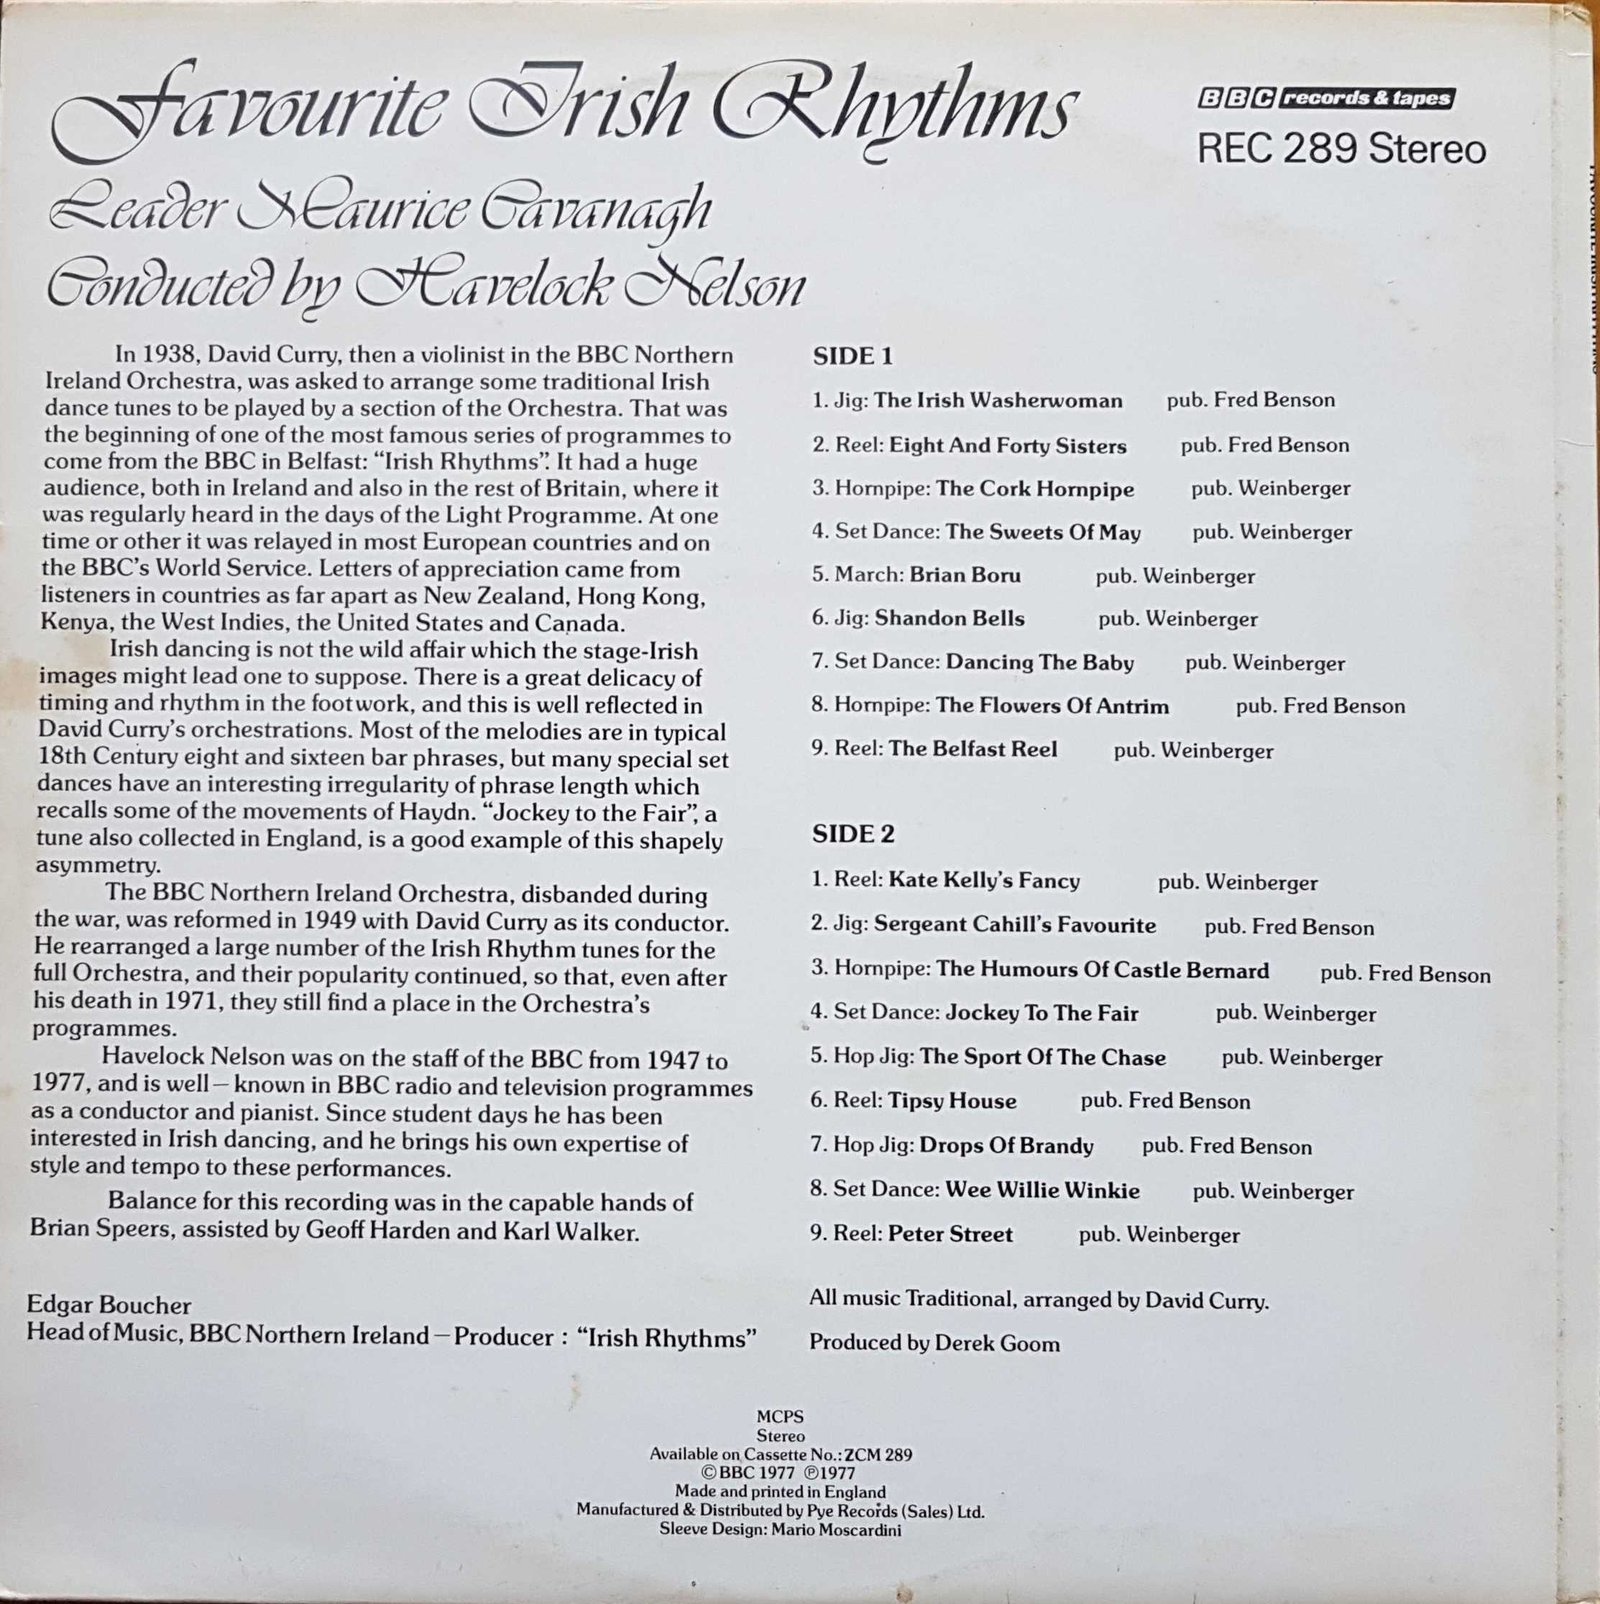 Favourite Irish Rhythms
BBC records & tapes
REC 289 Stereo
Leader Maurice Cavanagh
Conducted by Havelock Nelson
In 1938, David Curry, then a violinist in the BBC Northern
Ireland Orchestra, was asked to arrange some traditional Irish
dance tunes to be played by a section of the Orchestra. That was
the beginning of one of the most famous series of programmes to
come from the BBC in Belfast: “Irish Rhythms”. It had a huge
audience, both in Ireland and also in the rest of Britain, where it
was regularly heard in the days of the Light Programme. At one
time or other it was relayed in most European countries and on
the BBC’s World Service. Letters of appreciation came from
listeners in countries as far apart as New Zealand, Hong Kong,
Kenya, the West Indies, the United States and Canada.
Irish dancing is not the wild affair which the stage-Irish
images might lead one to suppose. There is a great delicacy of
timing and rhythm in the footwork, and this is well reflected in
David Curry’s orchestrations. Most of the melodies are in typical
18th Century eight and sixteen bar phrases, but many special set
dances have an interesting irregularity of phrase length which
recalls some of the movements of Haydn. “Jockey to the Fair”, a
tune also collected in England, is a good example of this shapely
asymmetry.
The BBC Northern Ireland Orchestra, disbanded during
the war, was reformed in 1949 with David Curry as its conductor.
He rearranged a large number of the Irish Rhythm tunes for the
full Orchestra, and their popularity continued, so that, even after
his death in 1971, they still find a place in the Orchestra’s
programmes.
Havelock Nelson was on the staff of the BBC from 1947 to
1977, and is well—known in BBC radio and television programmes
as a conductor and pianist. Since student days he has been
interested in Irish dancing, and he brings his own expertise of
style and tempo to these performances.
Balance for this recording was in the capable hands of
Brian Speers, assisted by Geoff Harden and Karl Walker.
Edgar Boucher
Head of Music, BBC Northern Ireland—Producer : “Irish Rhythms”
SIDE 1
1. Jig: The Irish Washerwoman pub. Fred Benson
2. Reel: Eight And Forty Sisters pub. Fred Benson
3. Hornpipe: The Cork Hornpipe pub. Weinberger
4. Set Dance: The Sweets Of May pub. Weinberger
5. March: Brian Boru pub. Weinberger
6. Jig: Shandon Bells pub. Weinberger
7. Set Dance: Dancing The Baby pub. Weinberger
8. Hornpipe: The Flowers Of Antrim pub. Fred Benson
9. Reel: The Belfast Reel pub. Weinberger
SIDE 2
1. Reel: Kate Kelly’s Fancy pub. Weinberger
2. Jig: Sergeant Cahill’s Favourite pub. Fred Benson
3. Hornpipe: The Humours Of Castle Bernard pub. Fred Benson
4. Set Dance: Jockey To The Fair pub. Weinberger
5. Hop Jig: The Sport Of The Chase pub. Weinberger
6. Reel: Tipsy House pub. Fred Benson
7. Hop Jig: Drops Of Brandy pub. Fred Benson
8. Set Dance: Wee Willie Winkie pub. Weinberger
9. Reel: Peter Street pub. Weinberger
All music Traditional, arranged by David Curry.
Produced by Derek Goom
MCPS
Stereo
Available on Cassette No.: ZCM 289
© BBC 1977 ℗1977
Made and printed in England
Manufactured & Distributed by Pye Records (Sales) Ltd.
Sleeve Design: Mario Moscardini